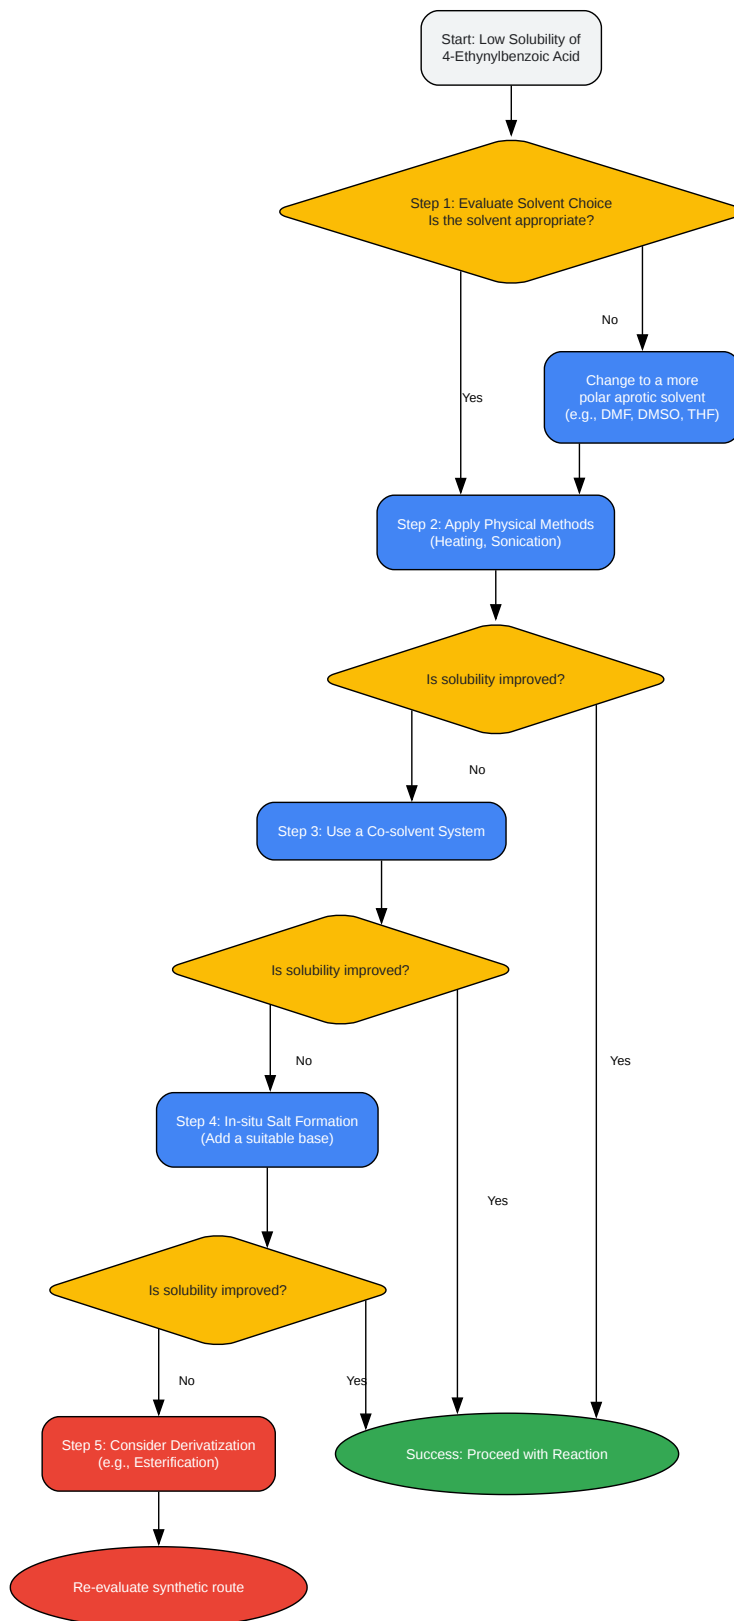 Start: Low Solubility of
4-Ethynylbenzoic Acid
Step 1: Evaluate Solvent Choice
Is the solvent appropriate?
No
Change to a more
polar aprotic solvent
(e.g., DMF, DMSO, THF)
Yes
Step 2: Apply Physical Methods
(Heating, Sonication)
Is solubility improved?
No
Step 3: Use a Co-solvent System
Is solubility improved?
No
Yes
Step 4: In-situ Salt Formation
(Add a suitable base)
Yes
Is solubility improved?
No
Yes
Step 5: Consider Derivatization
(e.g., Esterification)
Success: Proceed with Reaction
Re-evaluate synthetic route